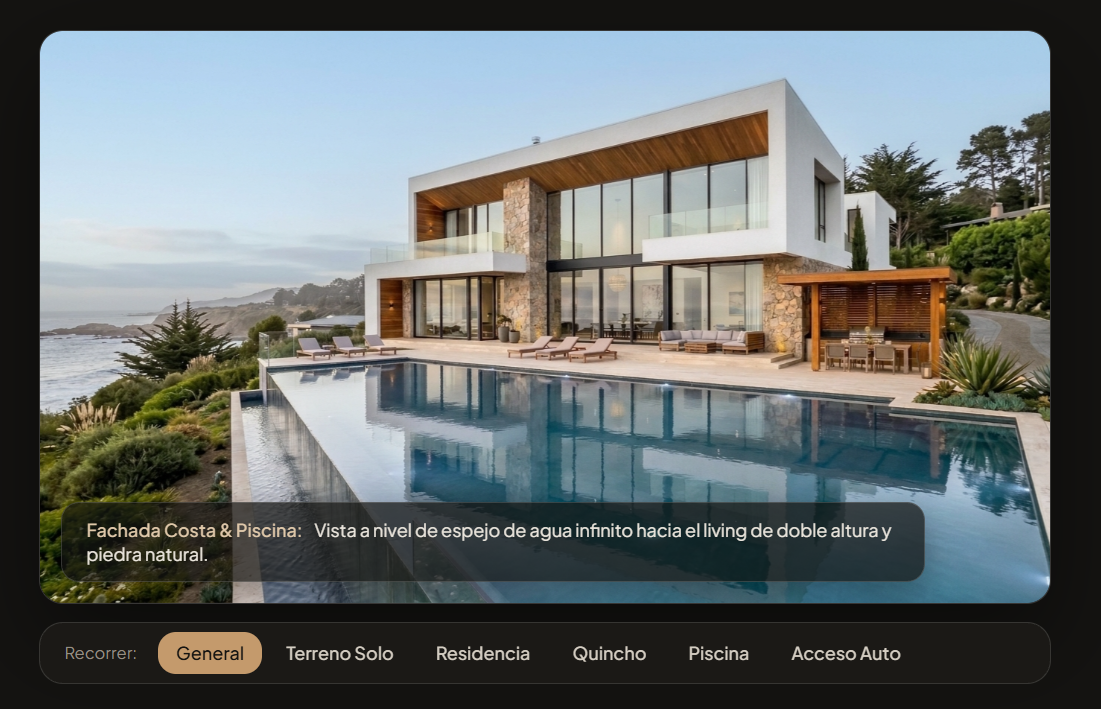 Fachada Costa & Piscina: Vista a nivel de espejo de agua infinito hacia el living de doble altura y
piedra natural.
Recorrer: General Terreno Solo Residencia Quincho Piscina Acceso Auto